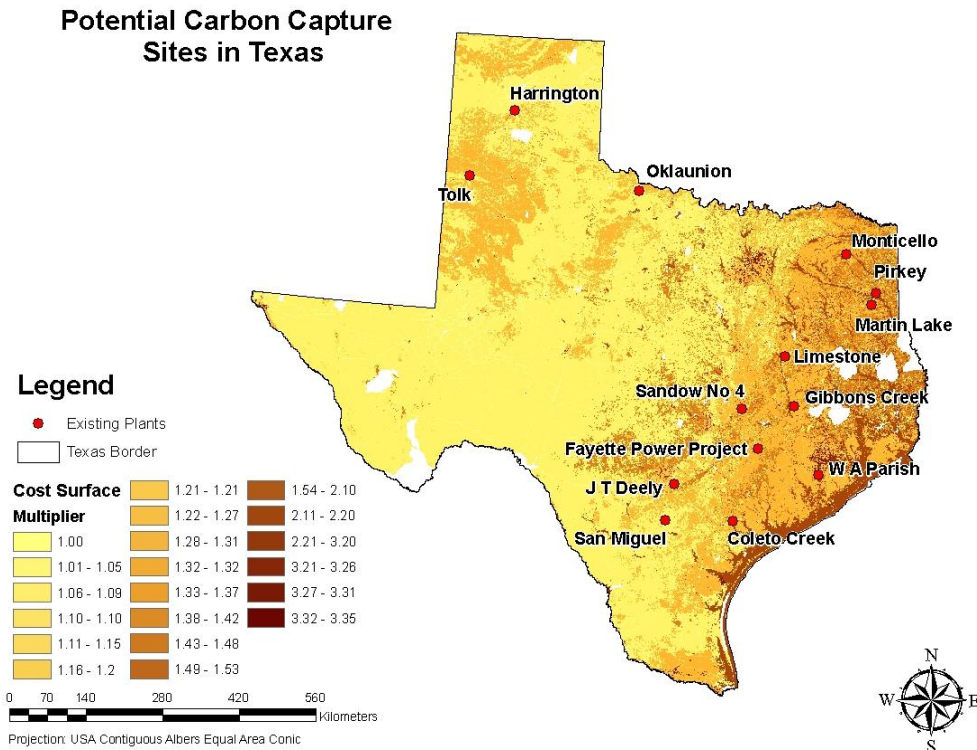 Potential Carbon Capture
Sites in Texas
Harrington
Oklaunion
Tolk
Monticello
Pirkey
Martin Lake
Limestone
Sandow No 4
Gibbons Creek
Fayette Power Project
W A Parish
J T Deely
San Miguel
Coleto Creek
Legend
Existing Plants
Texas Border
Cost Surface
Multiplier
1.00
1.01 - 1.05
1.06 - 1.09
1.10 - 1.10
1.11 - 1.15
1.16 - 1.2
1.21 - 1.21
1.22 - 1.27
1.28 - 1.31
1.32 - 1.32
1.33 - 1.37
1.38 - 1.42
1.43 - 1.48
1.49 - 1.53
1.54 - 2.10
2.11 - 2.20
2.21 - 3.20
3.21 - 3.26
3.27 - 3.31
3.32 - 3.35
0 70 140 280 420 560
Kilometers
Projection: USA Contiguous Albers Equal Area Conic
N
W E
S